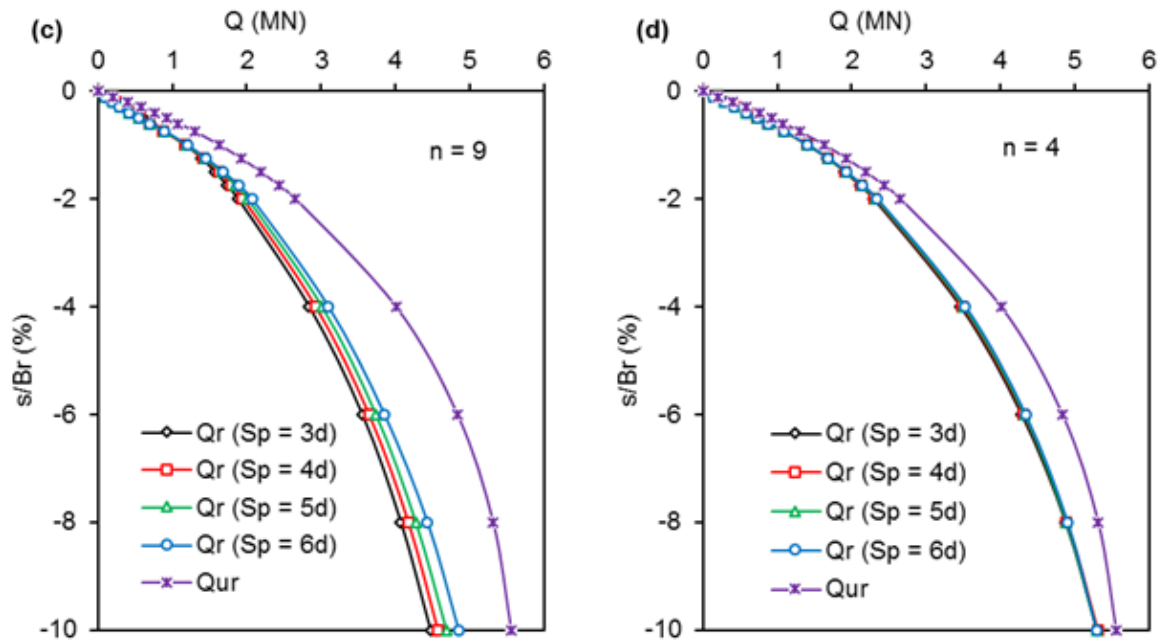 (c)
Q (MN)
0 1 2 3 4 5 6
0
-2
-4
-6
-8
-10
s/Br (%)
n = 9
Qr (Sp = 3d)
Qr (Sp = 4d)
Qr (Sp = 5d)
Qr (Sp = 6d)
Qur
(d)
Q (MN)
0 1 2 3 4 5 6
0
-2
-4
-6
-8
-10
s/Br (%)
n = 4
Qr (Sp = 3d)
Qr (Sp = 4d)
Qr (Sp = 5d)
Qr (Sp = 6d)
Qur